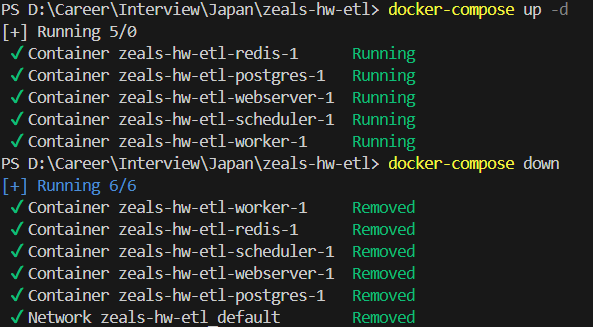 PS D:\Career\Interview\Japan\zeals-hw-etl> docker-compose up -d
[+] Running 5/0
✓ Container zeals-hw-etl-redis-1 Running
✓ Container zeals-hw-etl-postgres-1 Running
✓ Container zeals-hw-etl-webserver-1 Running
✓ Container zeals-hw-etl-scheduler-1 Running
✓ Container zeals-hw-etl-worker-1 Running
PS D:\Career\Interview\Japan\zeals-hw-etl> docker-compose down
[+] Running 6/6
✓ Container zeals-hw-etl-worker-1 Removed
✓ Container zeals-hw-etl-redis-1 Removed
✓ Container zeals-hw-etl-scheduler-1 Removed
✓ Container zeals-hw-etl-webserver-1 Removed
✓ Container zeals-hw-etl-postgres-1 Removed
✓ Network zeals-hw-etl_default Removed